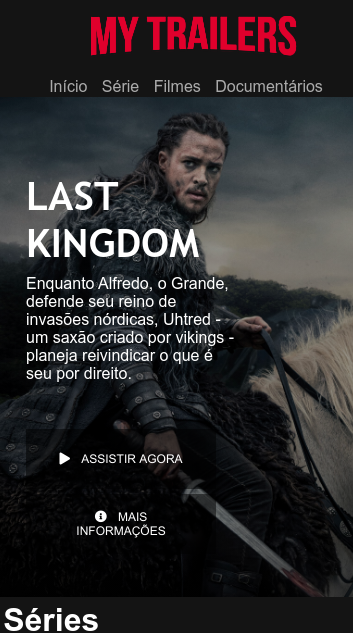 MY TRAILERS
Início Série Filmes Documentários
LAST
KINGDOM
Enquanto Alfredo, o Grande,
defende seu reino de
invasões nórdicas, Uhtred -
um saxão criado por vikings -
planeja reivindicar o que é
seu por direito.
ASSISTIR AGORA
MAIS
INFORMAÇÕES
Séries